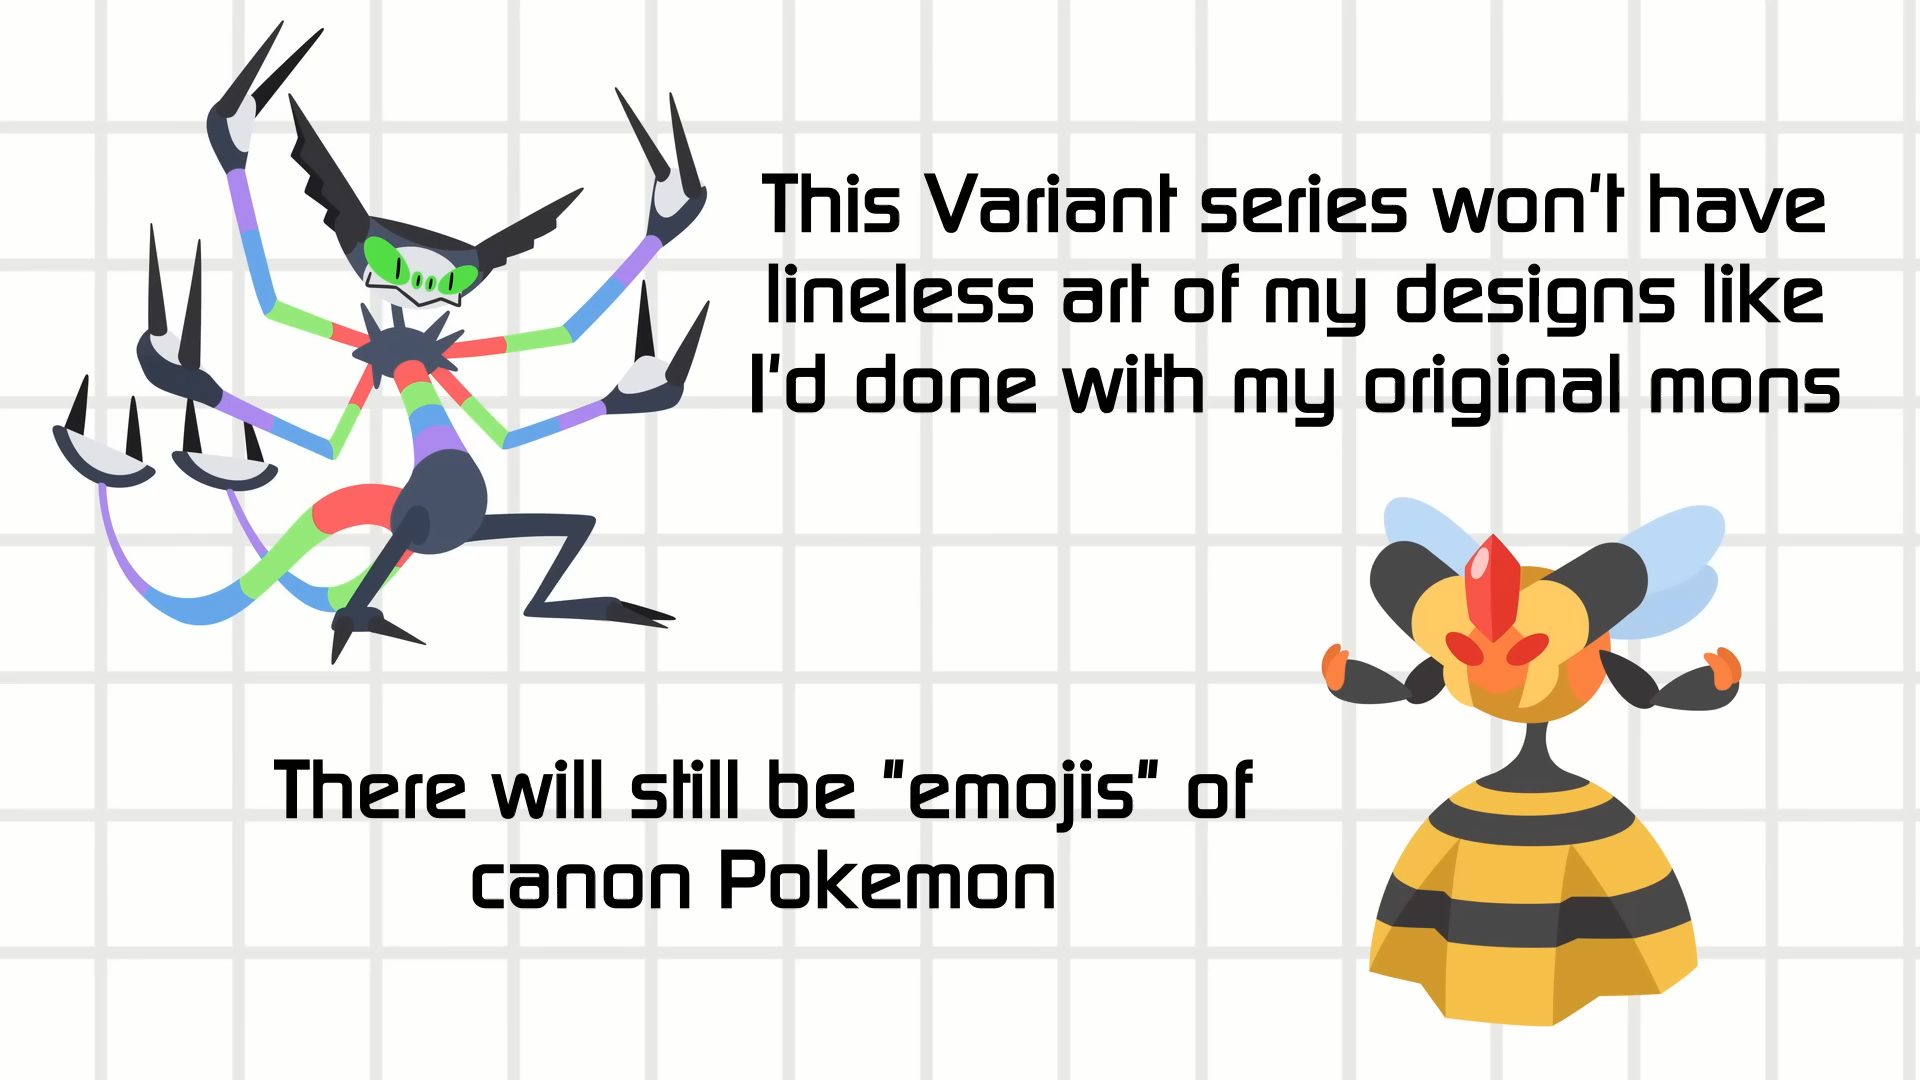 This Variant series won't have
lineless art of my designs like
I'd done with my original mons
There will still be "emojis" of
canon Pokemon